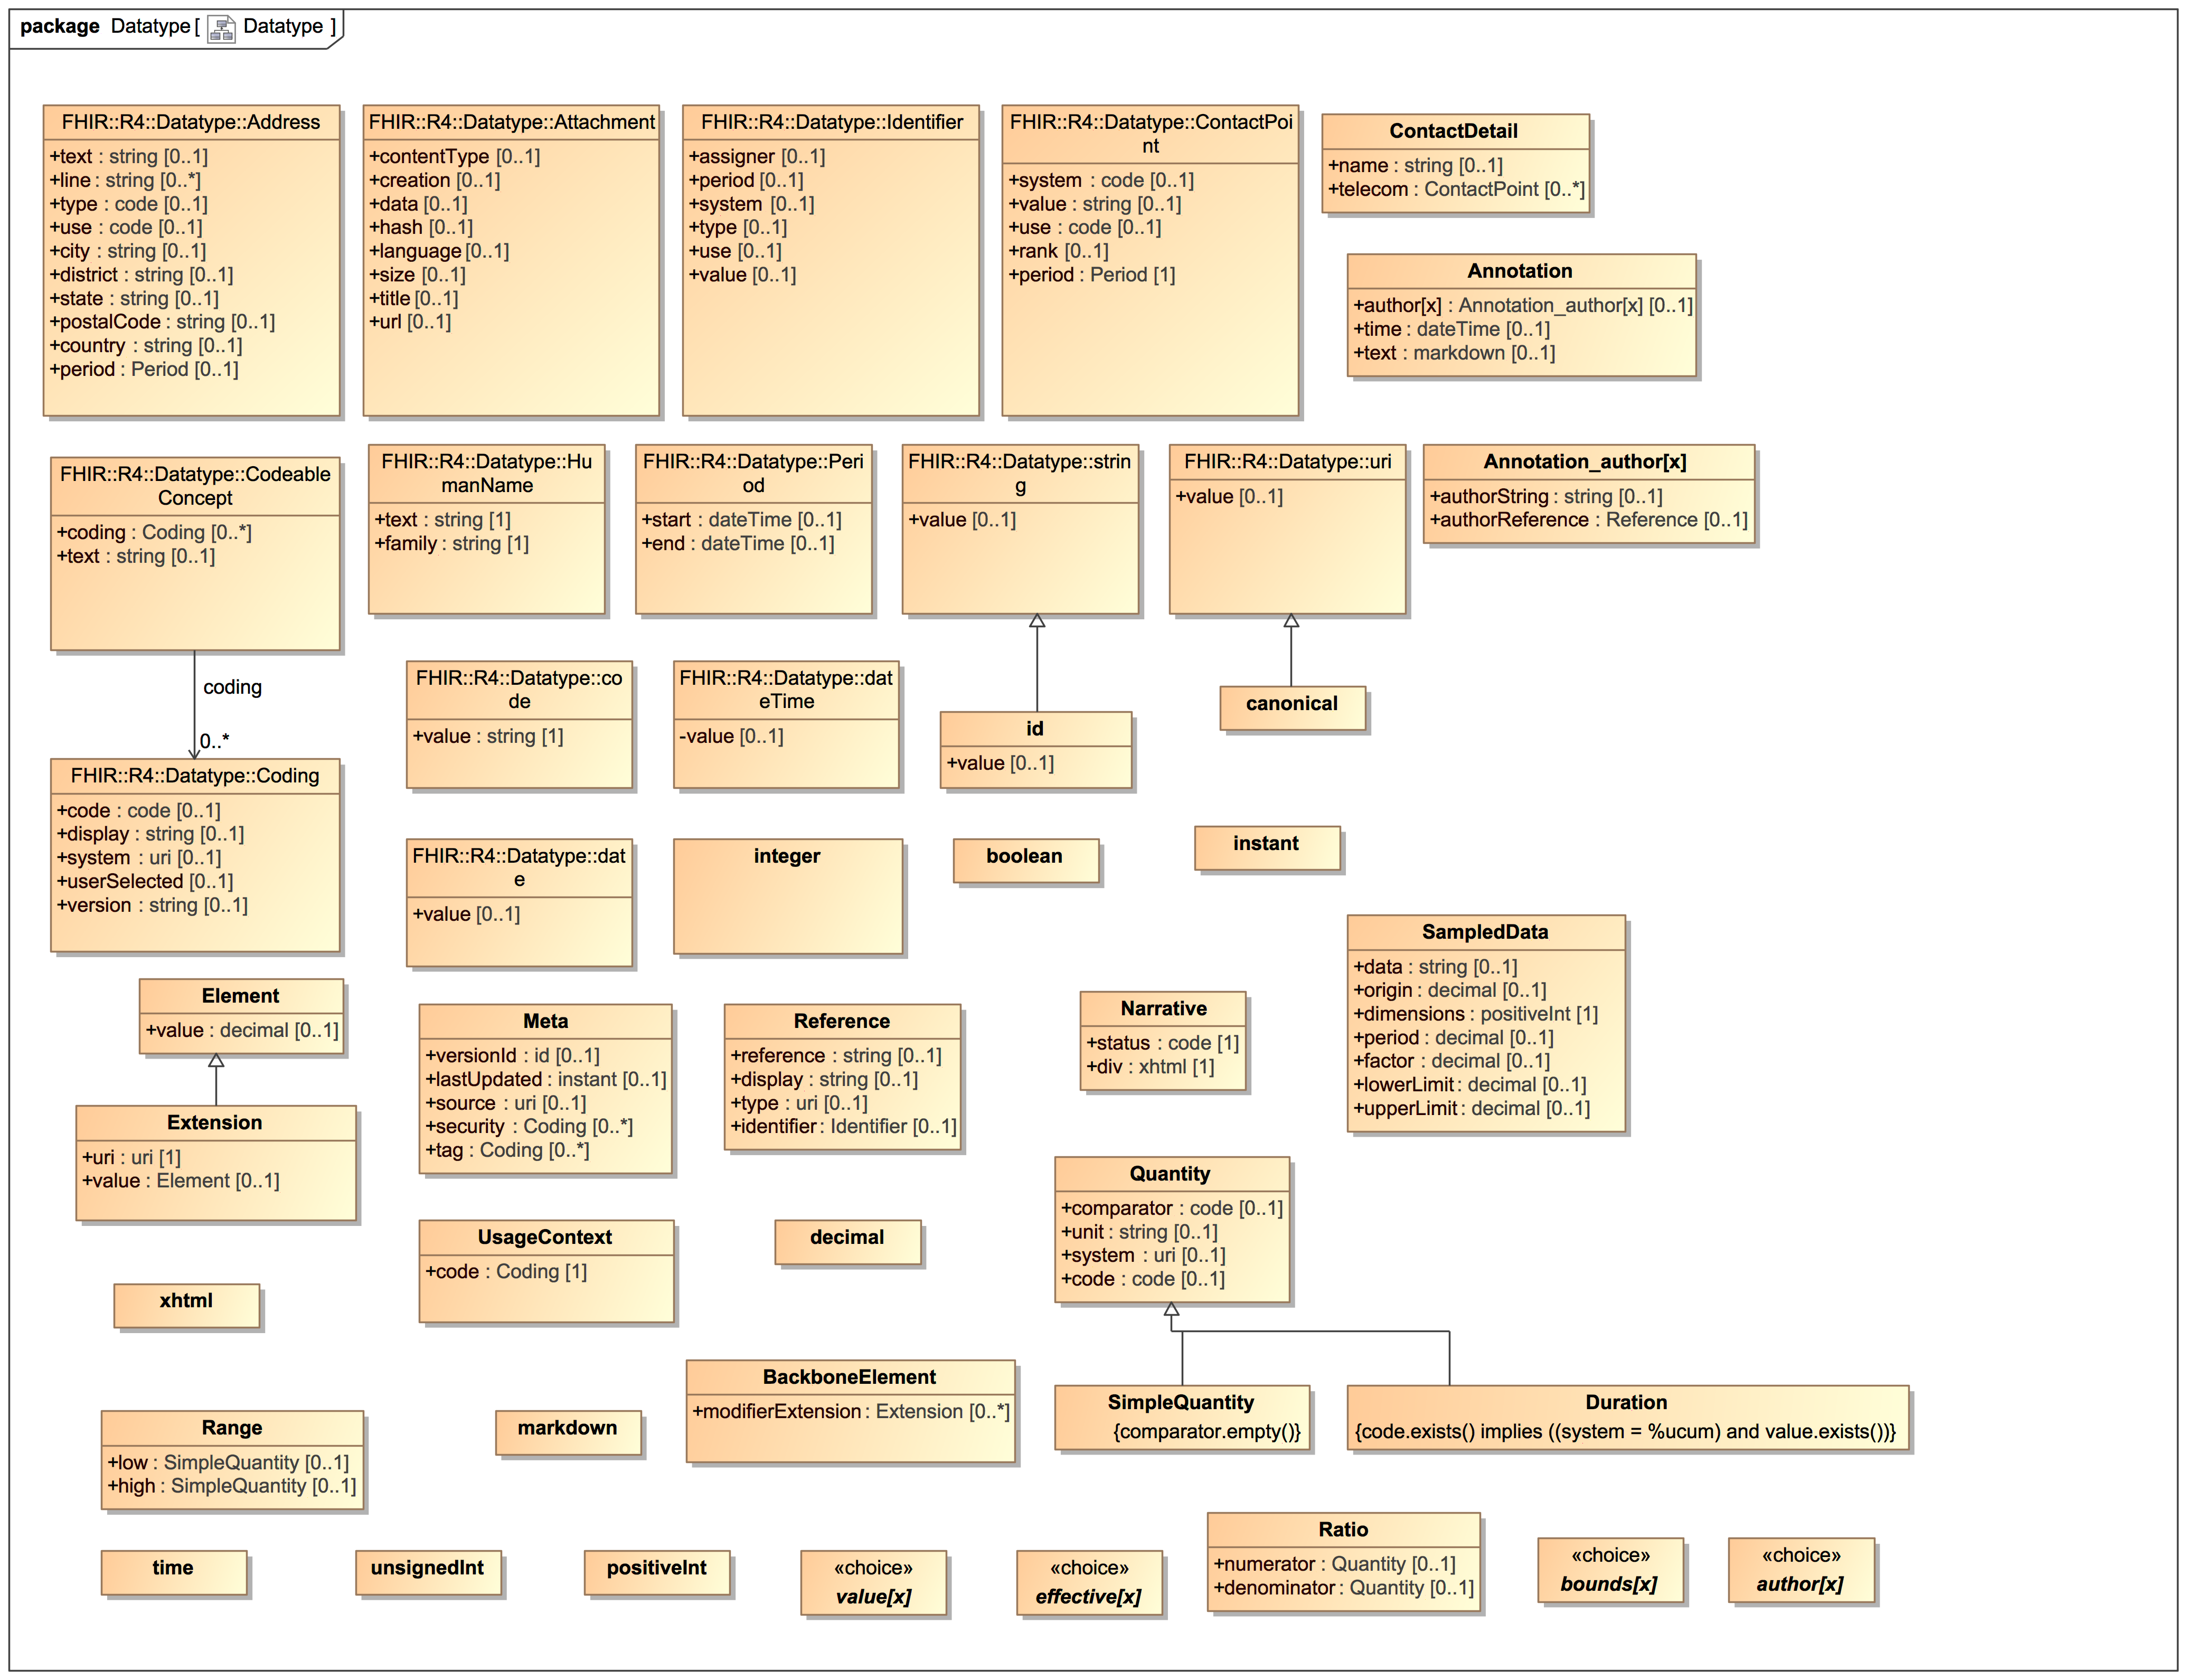 package Datatype [ Datatype ]
FHIR::R4::Datatype::Address
+text : string [0..1]
+line : string [0..*]
+type : code [0..1]
+use : code [0..1]
+city : string [0..1]
+district : string [0..1]
+state : string [0..1]
+postalCode : string [0..1]
+country : string [0..1]
+period : Period [0..1]
FHIR::R4::Datatype::Attachment
+contentType [0..1]
+creation [0..1]
+data [0..1]
+hash [0..1]
+language [0..1]
+size [0..1]
+title [0..1]
+url [0..1]
FHIR::R4::Datatype::Identifier
+assigner [0..1]
+period [0..1]
+system [0..1]
+type [0..1]
+use [0..1]
+value [0..1]
FHIR::R4::Datatype::ContactPoi
nt
+system : code [0..1]
+value : string [0..1]
+use : code [0..1]
+rank [0..1]
+period : Period [1]
ContactDetail
+name : string [0..1]
+telecom : ContactPoint [0..*]
Annotation
+author[x] : Annotation_author[x] [0..1]
+time : dateTime [0..1]
+text : markdown [0..1]
FHIR::R4::Datatype::Codeable
Concept
+coding : Coding [0..*]
+text : string [0..1]
FHIR::R4::Datatype::Hu
manName
+text : string [1]
+family : string [1]
FHIR::R4::Datatype::Peri
od
+start : dateTime [0..1]
+end : dateTime [0..1]
FHIR::R4::Datatype::strin
g
+value [0..1]
FHIR::R4::Datatype::uri
+value [0..1]
Annotation_author[x]
+authorString : string [0..1]
+authorReference : Reference [0..1]
coding
0..*
FHIR::R4::Datatype::co
de
+value : string [1]
FHIR::R4::Datatype::dat
eTime
-value [0..1]
id
+value [0..1]
canonical
FHIR::R4::Datatype::Coding
+code : code [0..1]
+display : string [0..1]
+system : uri [0..1]
+userSelected [0..1]
+version : string [0..1]
FHIR::R4::Datatype::dat
e
+value [0..1]
integer
boolean
instant
SampledData
+data : string [0..1]
+origin : decimal [0..1]
+dimensions : positiveInt [1]
+period : decimal [0..1]
+factor : decimal [0..1]
+lowerLimit : decimal [0..1]
+upperLimit : decimal [0..1]
Element
+value : decimal [0..1]
Extension
+uri : uri [1]
+value : Element [0..1]
Meta
+versionId : id [0..1]
+lastUpdated : instant [0..1]
+source : uri [0..1]
+security : Coding [0..*]
+tag : Coding [0..*]
Reference
+reference : string [0..1]
+display : string [0..1]
+type : uri [0..1]
+identifier : Identifier [0..1]
Narrative
+status : code [1]
+div : xhtml [1]
Quantity
+comparator : code [0..1]
+unit : string [0..1]
+system : uri [0..1]
+code : code [0..1]
UsageContext
+code : Coding [1]
decimal
xhtml
BackboneElement
+modifierExtension : Extension [0..*]
SimpleQuantity
{comparator.empty()}
Duration
{code.exists() implies ((system = %ucum) and value.exists())}
Range
+low : SimpleQuantity [0..1]
+high : SimpleQuantity [0..1]
markdown
time
unsignedInt
positiveInt
«choice»
value[x]
«choice»
effective[x]
Ratio
+numerator : Quantity [0..1]
+denominator : Quantity [0..1]
«choice»
bounds[x]
«choice»
author[x]